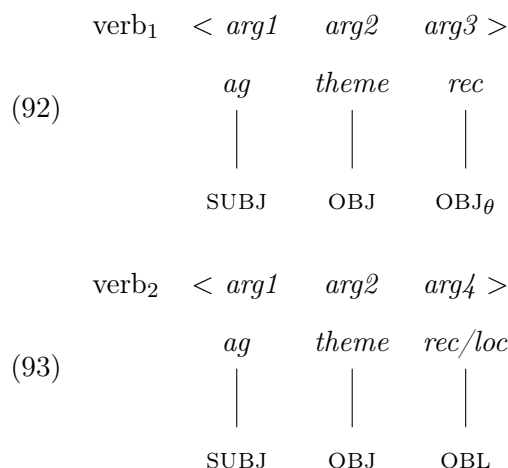 verb₁ < arg1 arg2 arg3 >
(92) ag theme rec
SUBJ OBJ OBJθ
verb₂ < arg1 arg2 arg4 >
(93) ag theme rec/loc
SUBJ OBJ OBL